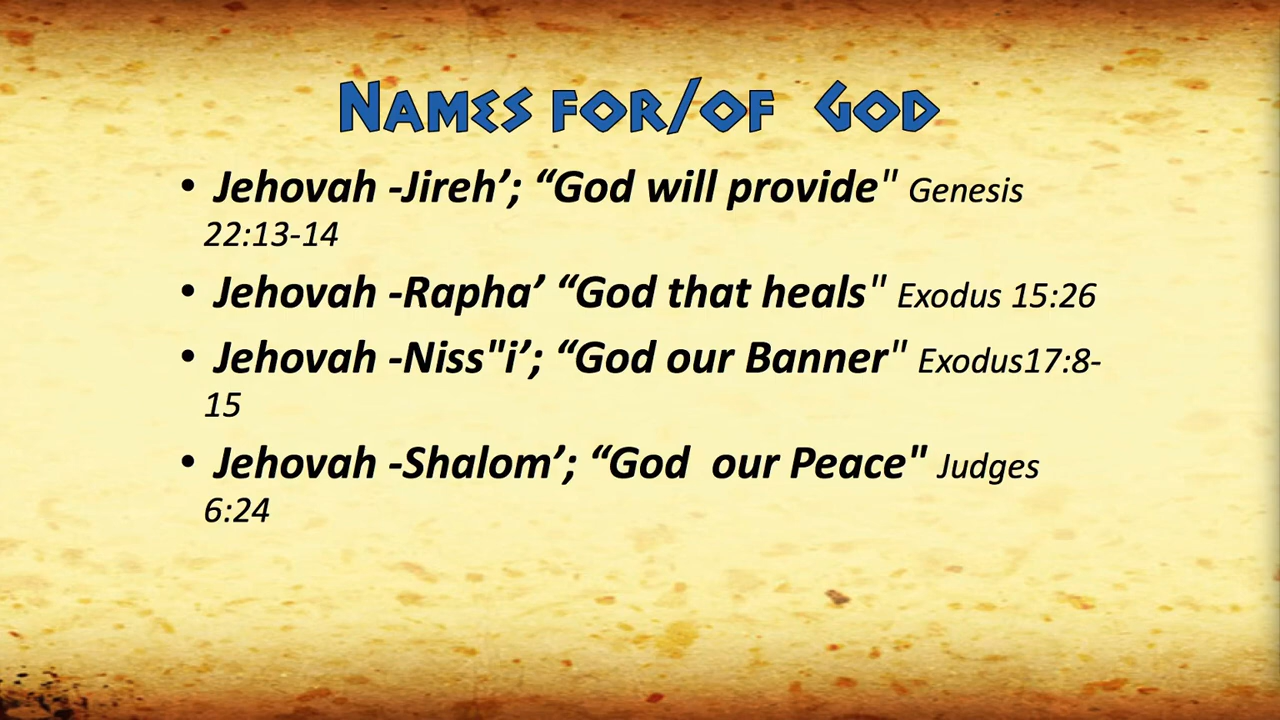 NAMES FOR/OF  GOD
• Jehovah -Jireh’; “God will provide" Genesis
22:13-14
• Jehovah -Rapha’ “God that heals" Exodus 15:26
• Jehovah -Niss"i’; “God our Banner" Exodus17:8-
15
• Jehovah -Shalom’; “God  our Peace" Judges
6:24